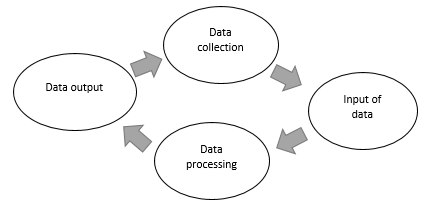 Data
collection
Input of
data
Data
processing
Data output